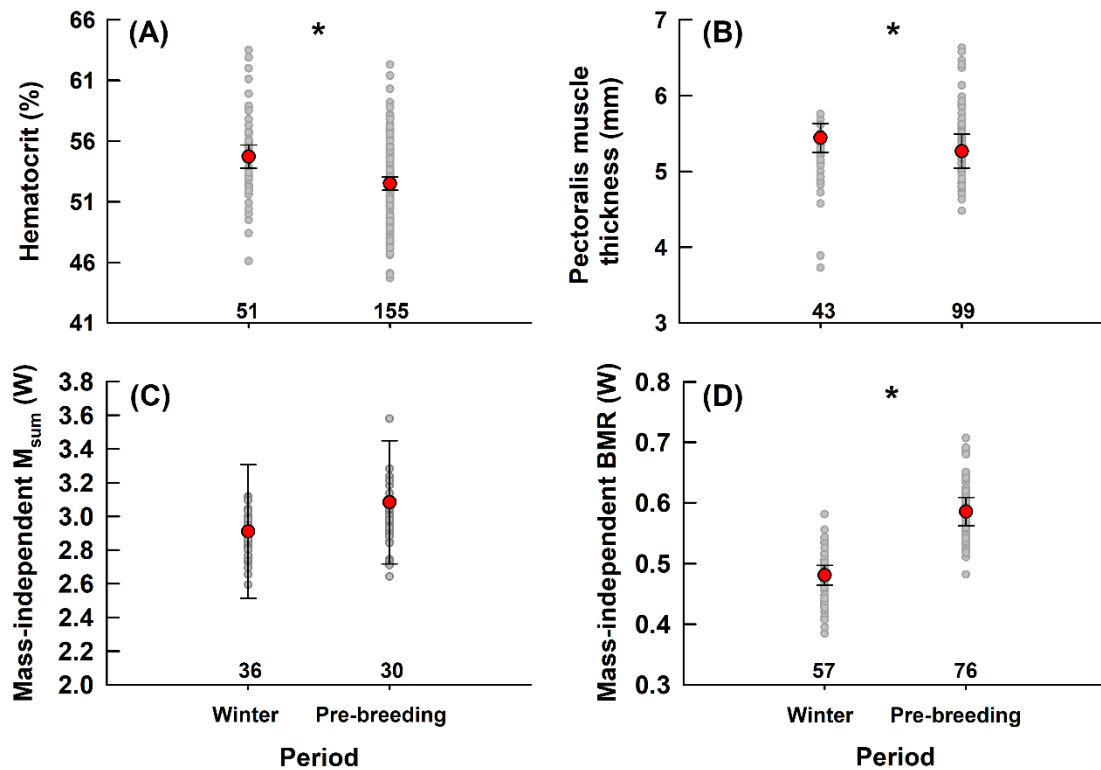 (A)
*
Hematocrit (%)
66
61
56
51
46
41
51
155
(B)
*
Pectoralis muscle
thickness (mm)
7
6
5
4
3
43
99
(C)
Mass-independent Msum (W)
3.8
3.6
3.4
3.2
3.0
2.8
2.6
2.4
2.2
2.0
36
30
Winter
Pre-breeding
Period
(D)
*
Mass-independent BMR (W)
0.8
0.7
0.6
0.5
0.4
0.3
57
76
Winter
Pre-breeding
Period